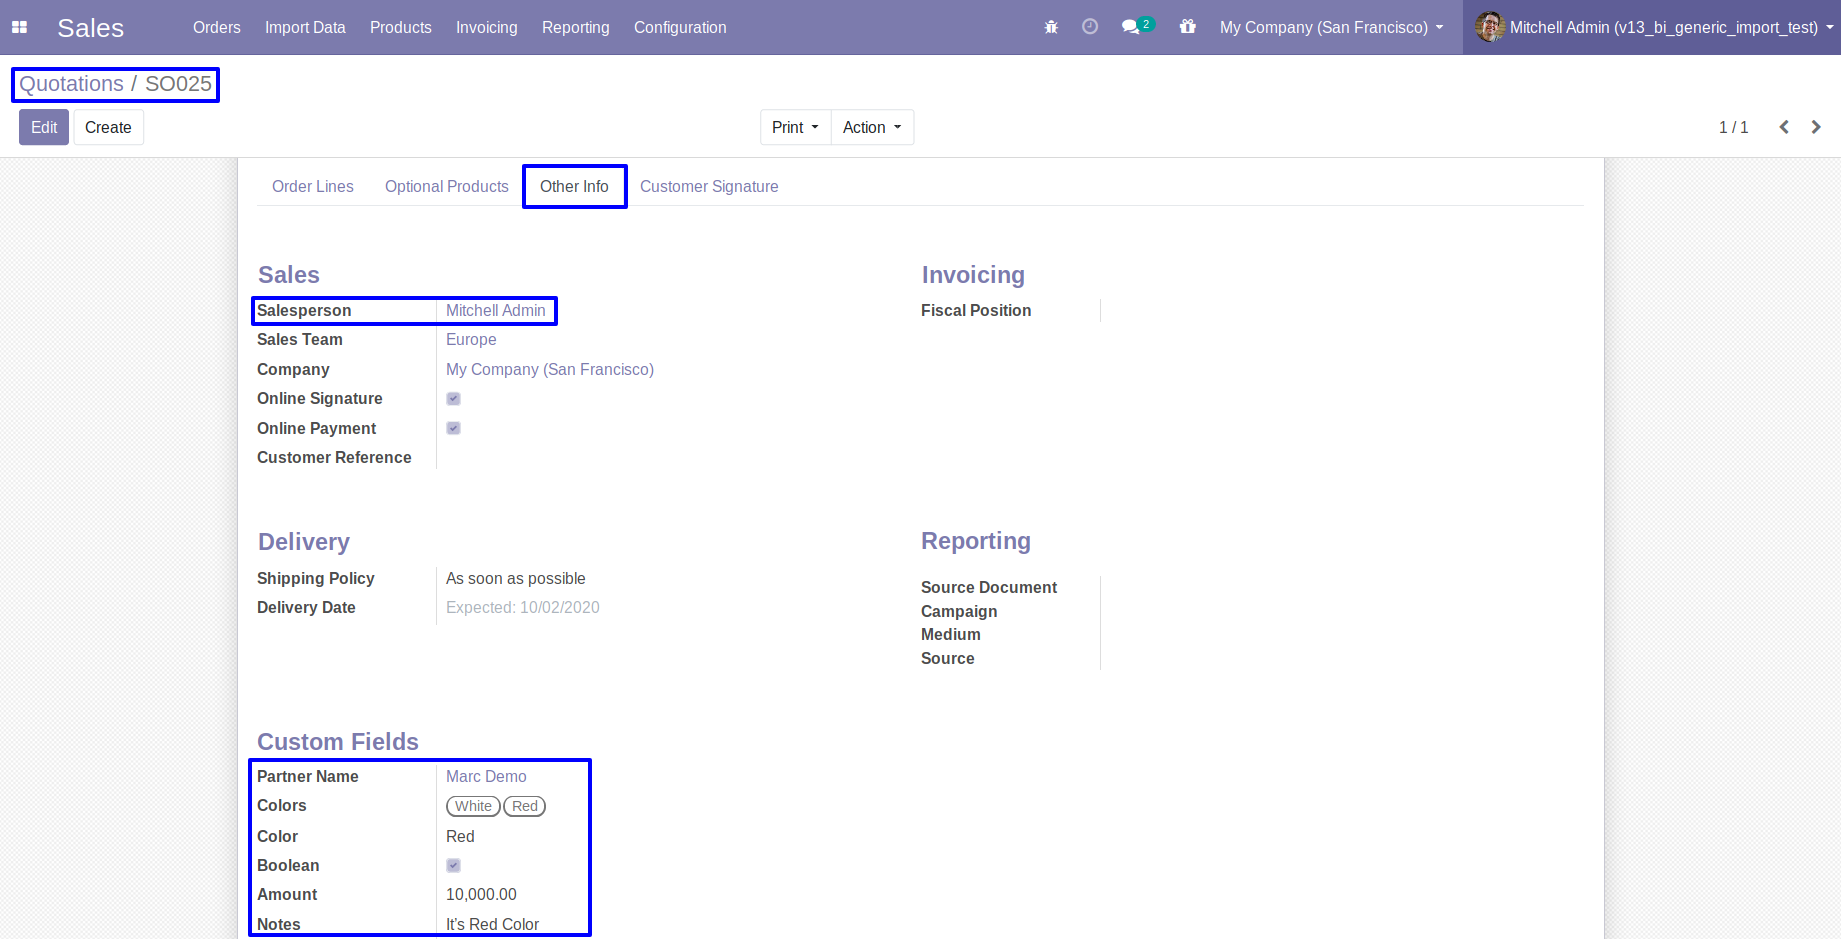 Sales Orders Import Data Products Invoicing Reporting Configuration 2 My Company (San Francisco) Mitchell Admin (v13_bi_generic_import_test)
Quotations / SO025
Edit Create Print Action 1 / 1
Order Lines Optional Products Other Info Customer Signature
Sales
Salesperson Mitchell Admin
Sales Team Europe
Company My Company (San Francisco)
Online Signature
Online Payment
Customer Reference
Invoicing
Fiscal Position
Delivery
Shipping Policy As soon as possible
Delivery Date Expected: 10/02/2020
Reporting
Source Document
Campaign
Medium
Source
Custom Fields
Partner Name Marc Demo
Colors White Red
Color Red
Boolean
Amount 10,000.00
Notes It's Red Color